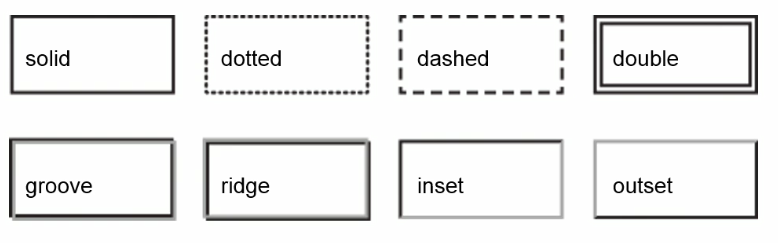 solid dotted dashed double
groove ridge inset outset